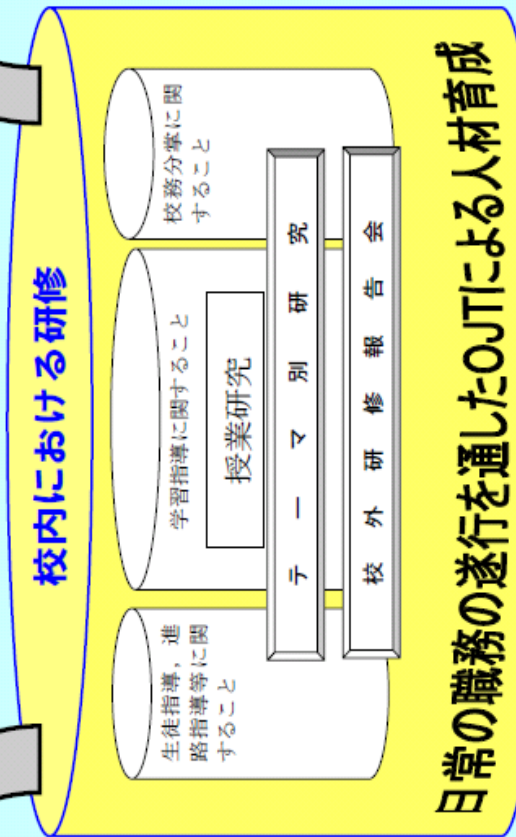 校内における研修
生徒指導，進
路指導等に関
すること
学習指導に関すること
授業研究
校務分掌に関
すること
テーマ別研究
校外研修報告会
日常の職務の遂行を通したOJTによる人材育成